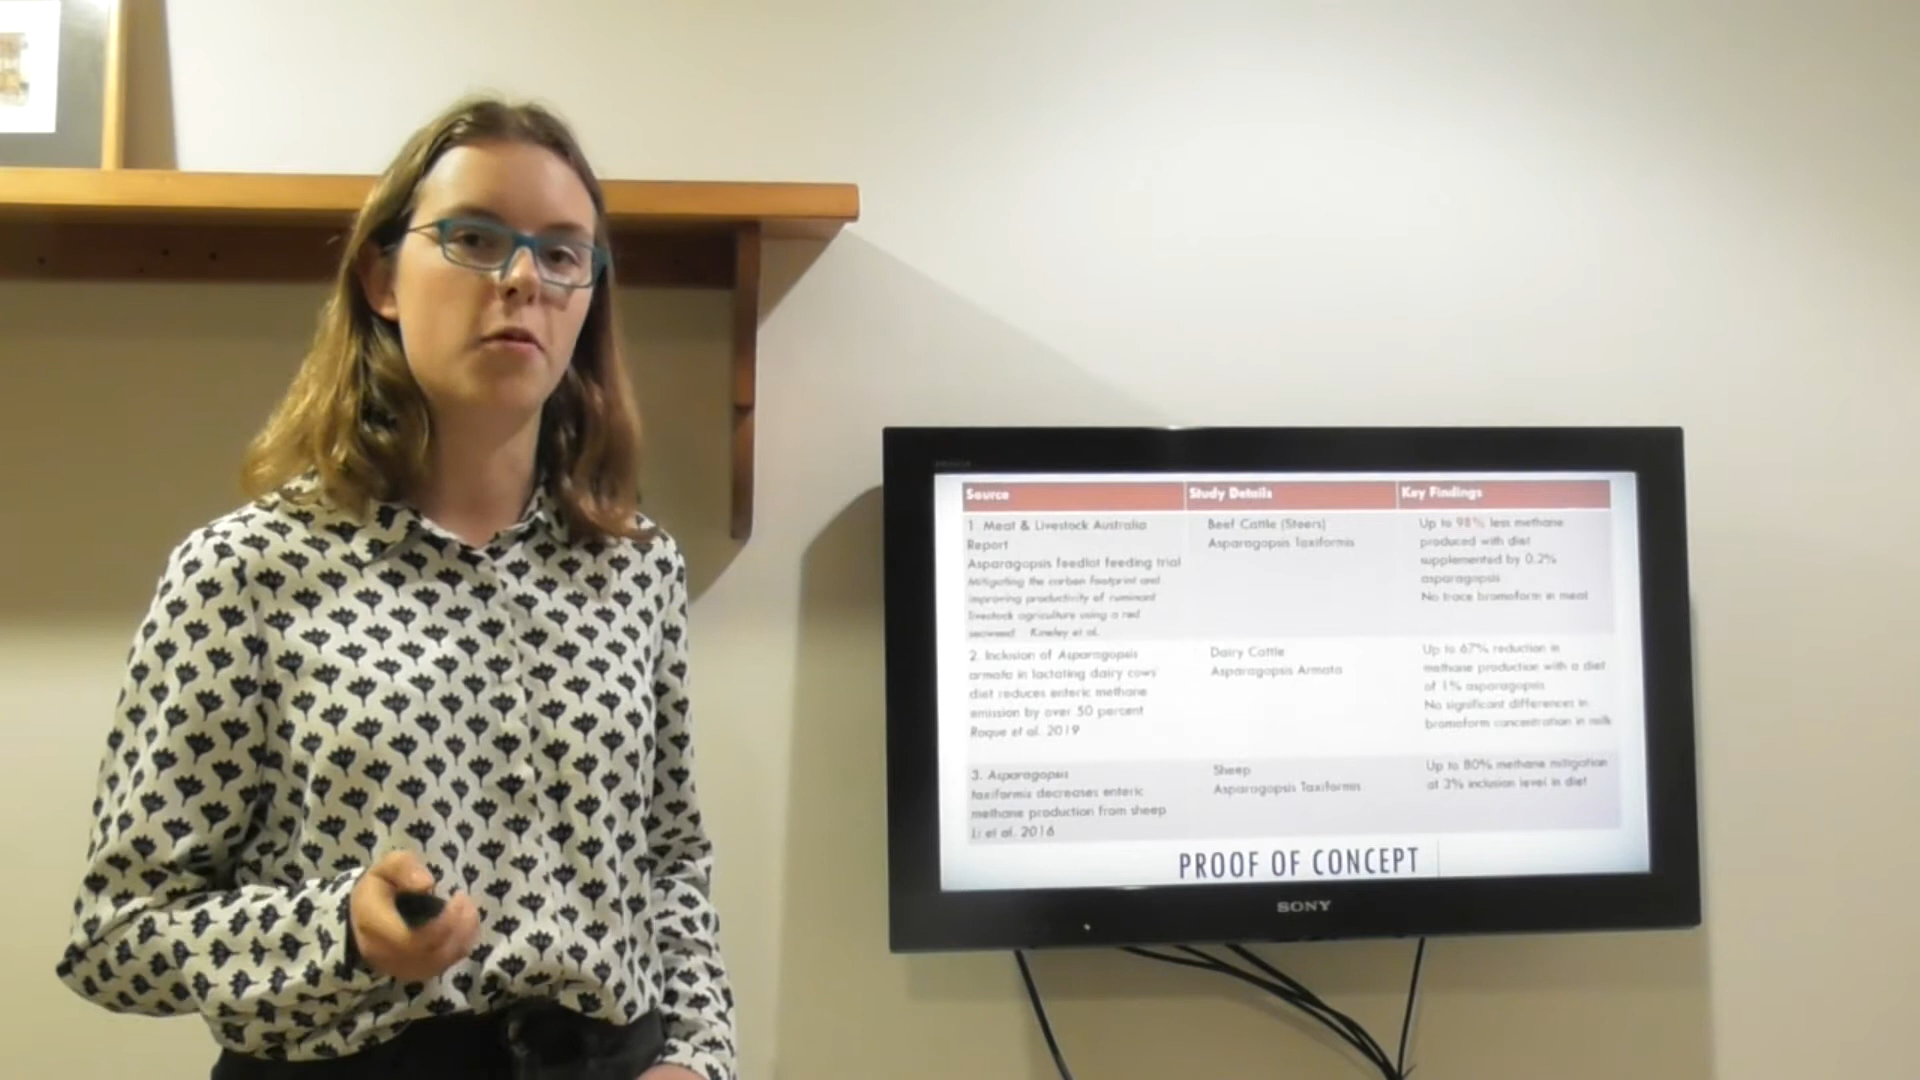 Source
Study Details
Key Findings
1. Meat & Livestock Australia
Report
Asparagopsis feedlot feeding trial
Mitigating the carbon footprint and
improving productivity of ruminant
livestock agriculture using a red
seaweed Kineley et al.
Beef Cattle (Steers)
Asparagopsis Taxiformis
Up to 98% less methane
produced with diet
supplemented by 0.2%
asparagopsis
No trace bromoform in meat
2. Inclusion of Asparagopsis
armata in lactating dairy cows'
diet reduces enteric methane
emission by over 50 percent
Roque et al. 2019
Dairy Cattle
Asparagopsis Armata
Up to 67% reduction in
methane production with a diet
of 1% asparagopsis
No significant differences in
bromoform concentration in milk
3. Asparagopsis
taxiformis decreases enteric
methane production from sheep
Li et al. 2016
Sheep
Asparagopsis Taxiformis
Up to 80% methane mitigation
at 3% inclusion level in diet
PROOF OF CONCEPT
SONY